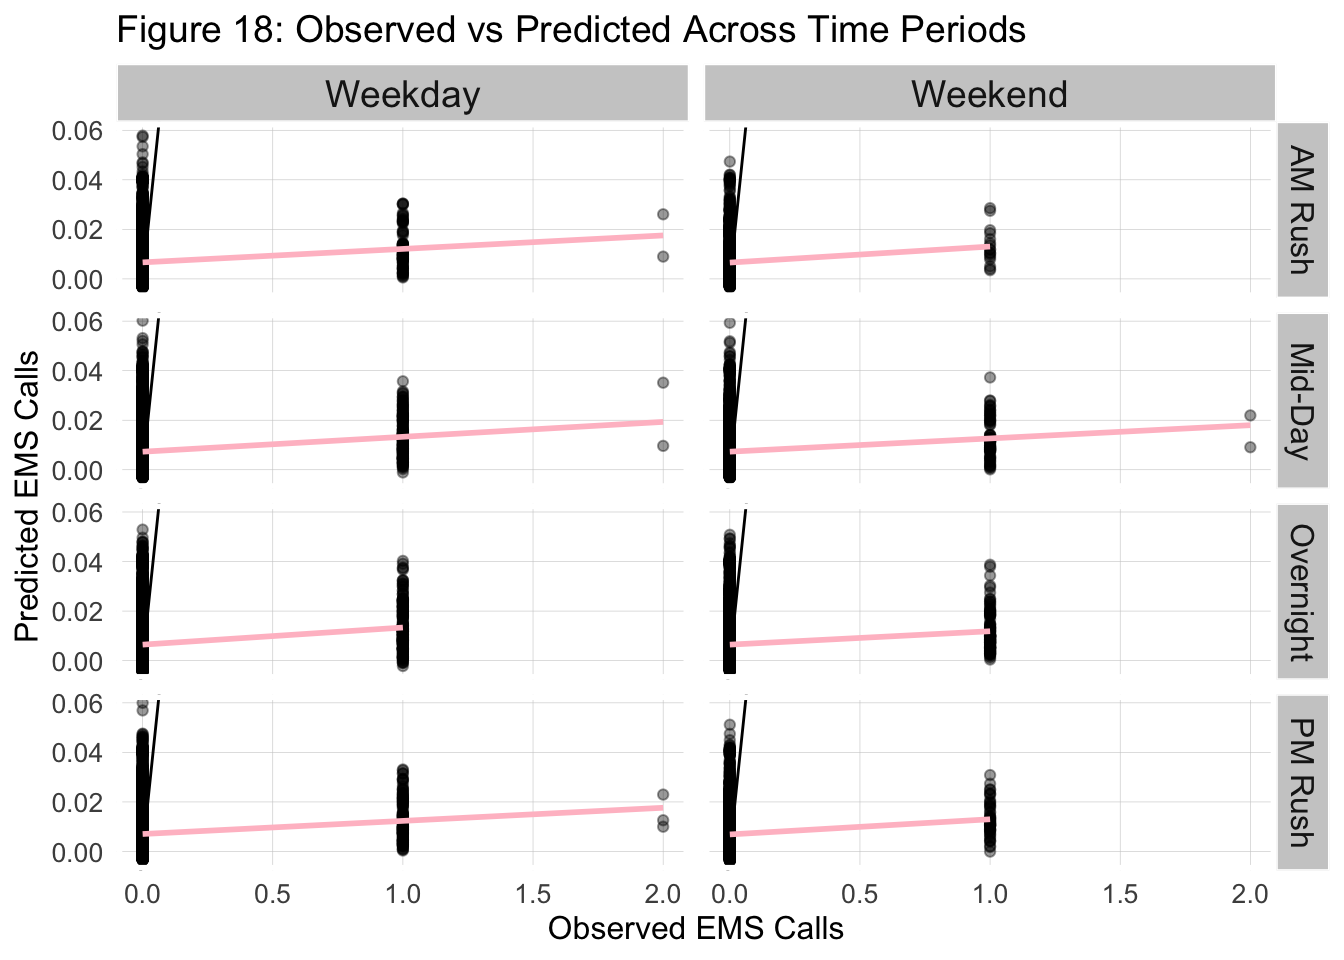 Figure 18: Observed vs Predicted Across Time Periods
Weekday
Weekend
0.06
0.04
0.02
0.00
AM Rush
0.06
0.04
0.02
0.00
Mid-Day
0.06
0.04
0.02
0.00
Overnight
0.06
0.04
0.02
0.00
PM Rush
Predicted EMS Calls
0.0 0.5 1.0 1.5 2.0 0.0 0.5 1.0 1.5 2.0
Observed EMS Calls